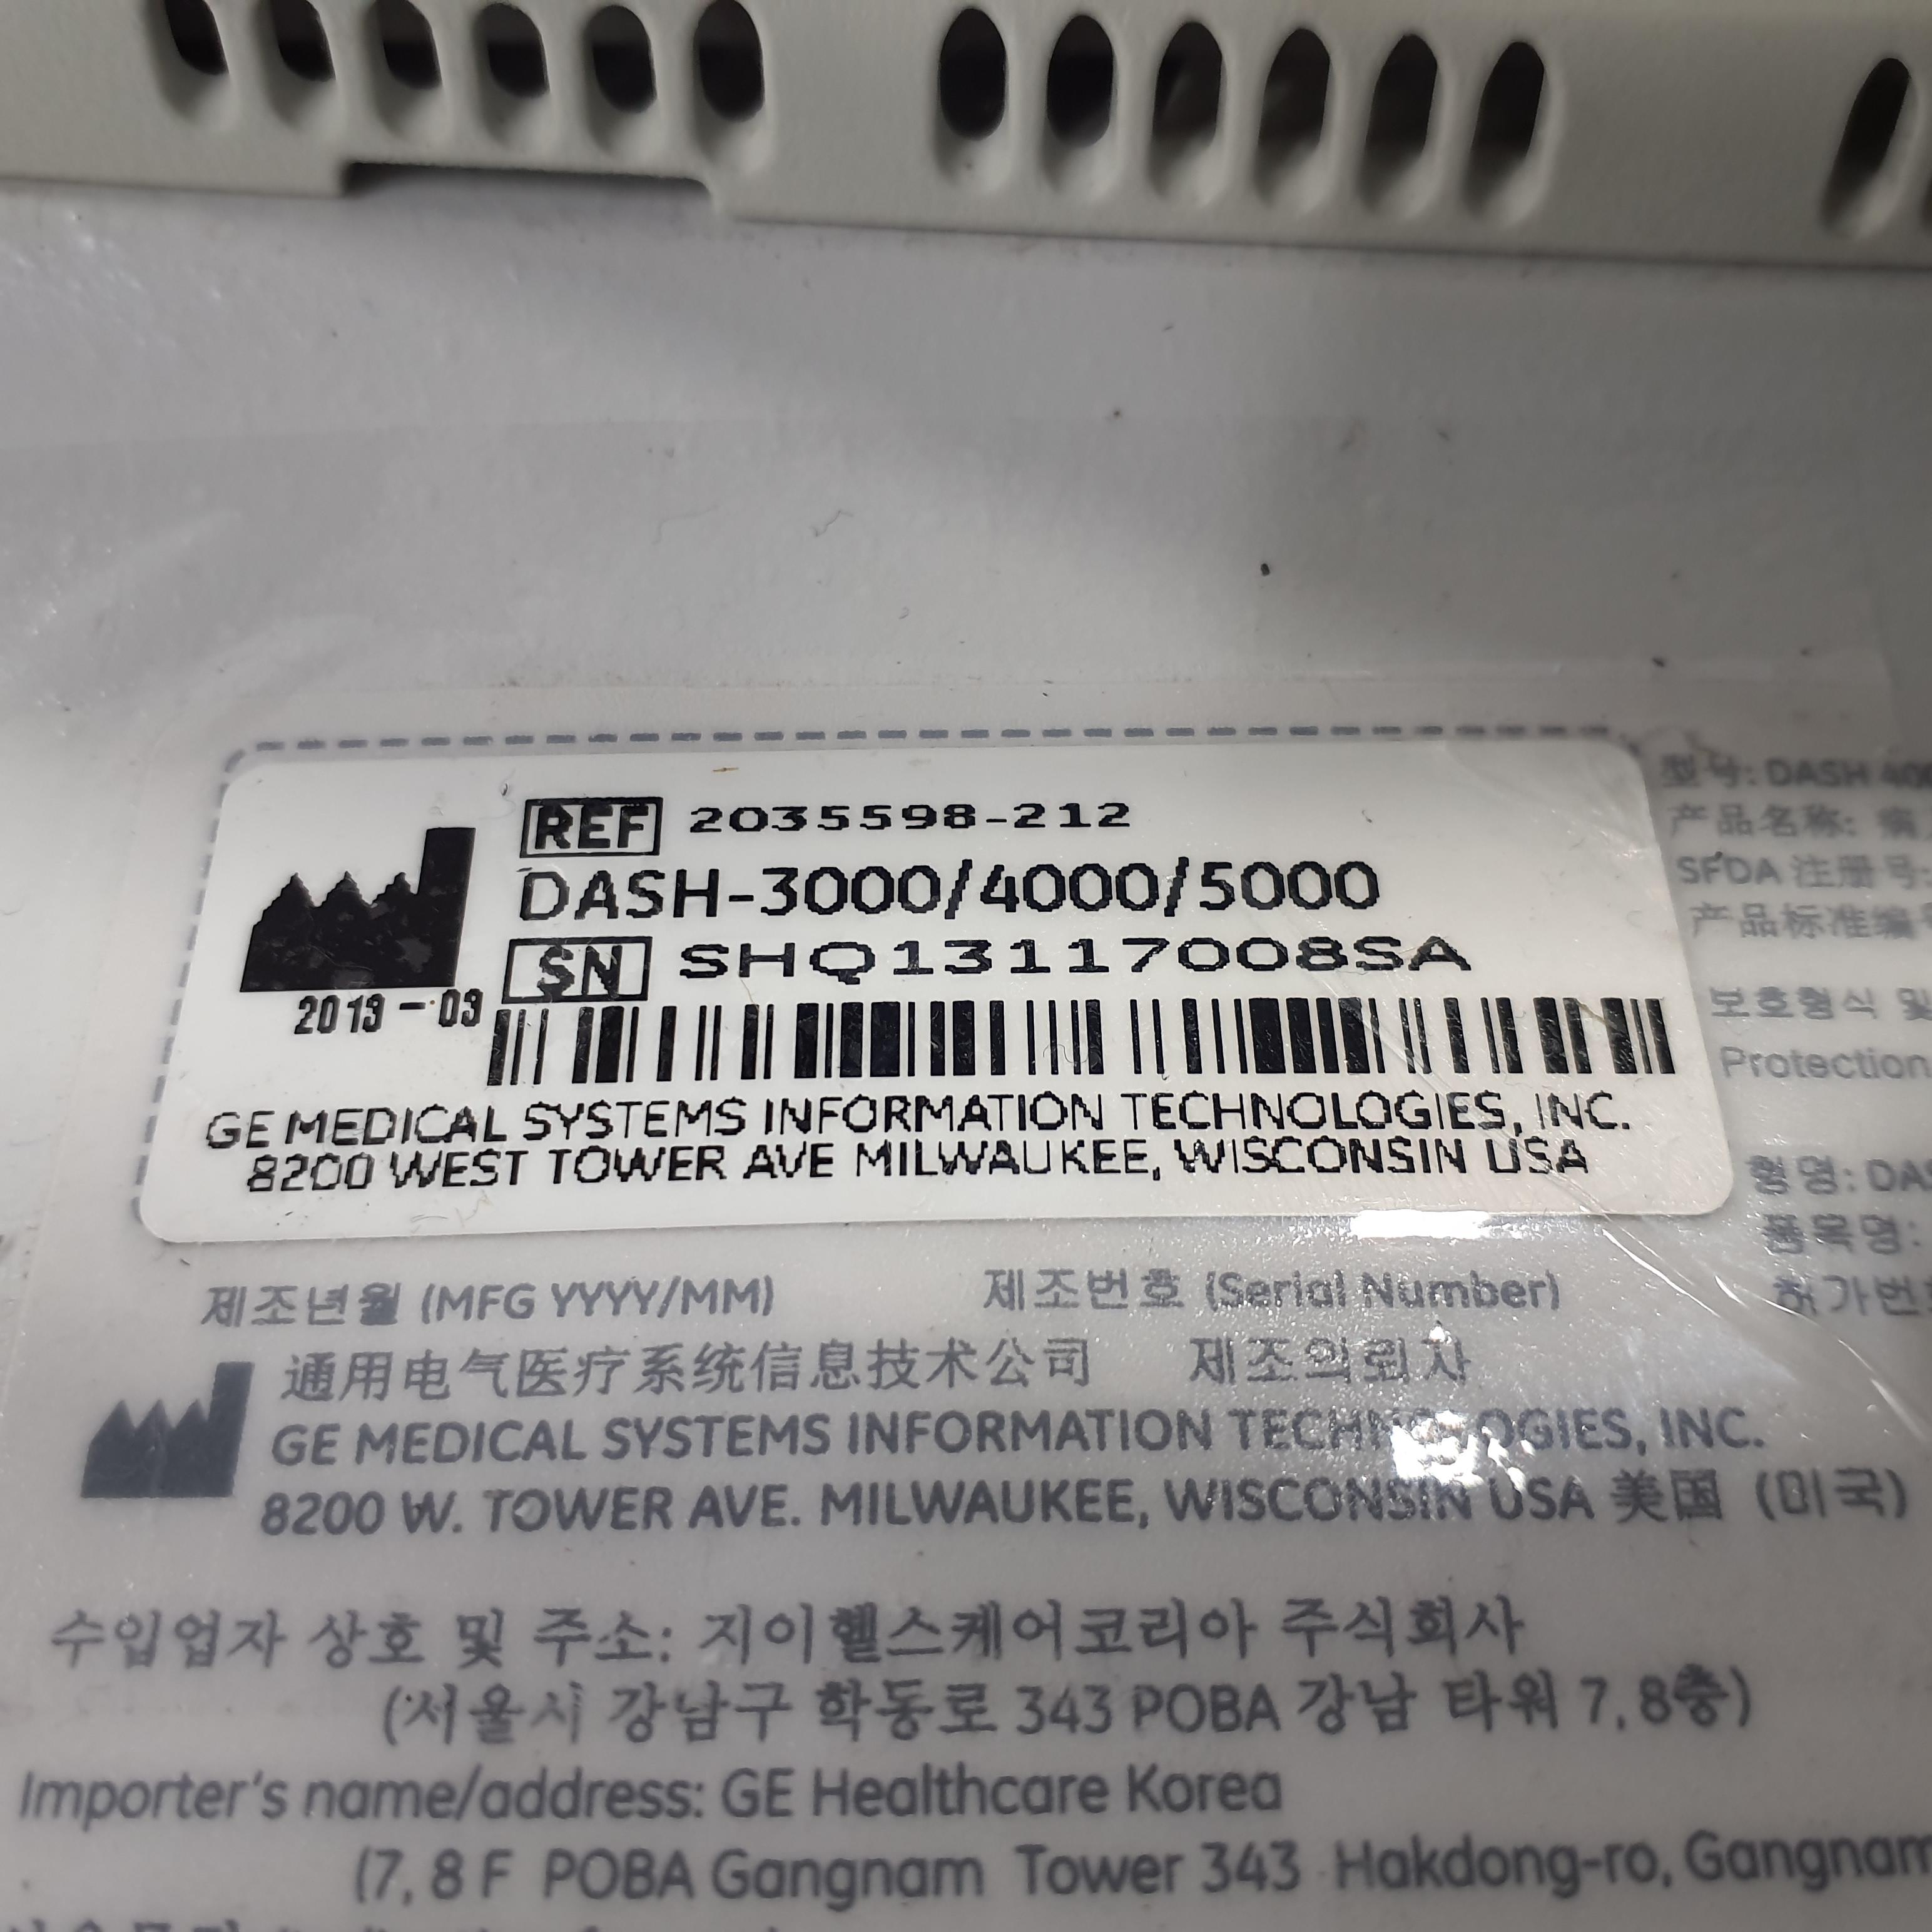 REF 2035598-212
DASH-3000/4000/5000
SN SHQ13117008SA
2013-03
GE MEDICAL SYSTEMS INFORMATION TECHNOLOGIES, INC.
8200 WEST TOWER AVE MILWAUKEE, WISCONSIN USA
型号: DASH 400
产品名称: 病
SFDA 注册号:
产品标准编
보호형식 및
Protection
형명: DAS
품목명:
허가번
제조년월 (MFG YYYY/MM) 제조번호 (Serial Number)
通用电气医疗系统信息技术公司 제조의뢰자
GE MEDICAL SYSTEMS INFORMATION TECHNOLOGIES, INC.
8200 W. TOWER AVE. MILWAUKEE, WISCONSIN USA 美国 (미국)
수입업자 상호 및 주소: 지이헬스케어코리아 주식회사
(서울시 강남구 학동로 343 POBA 강남 타워 7, 8층)
Importer's name/address: GE Healthcare Korea
(7, 8 F POBA Gangnam Tower 343 Hakdong-ro, Gangnam